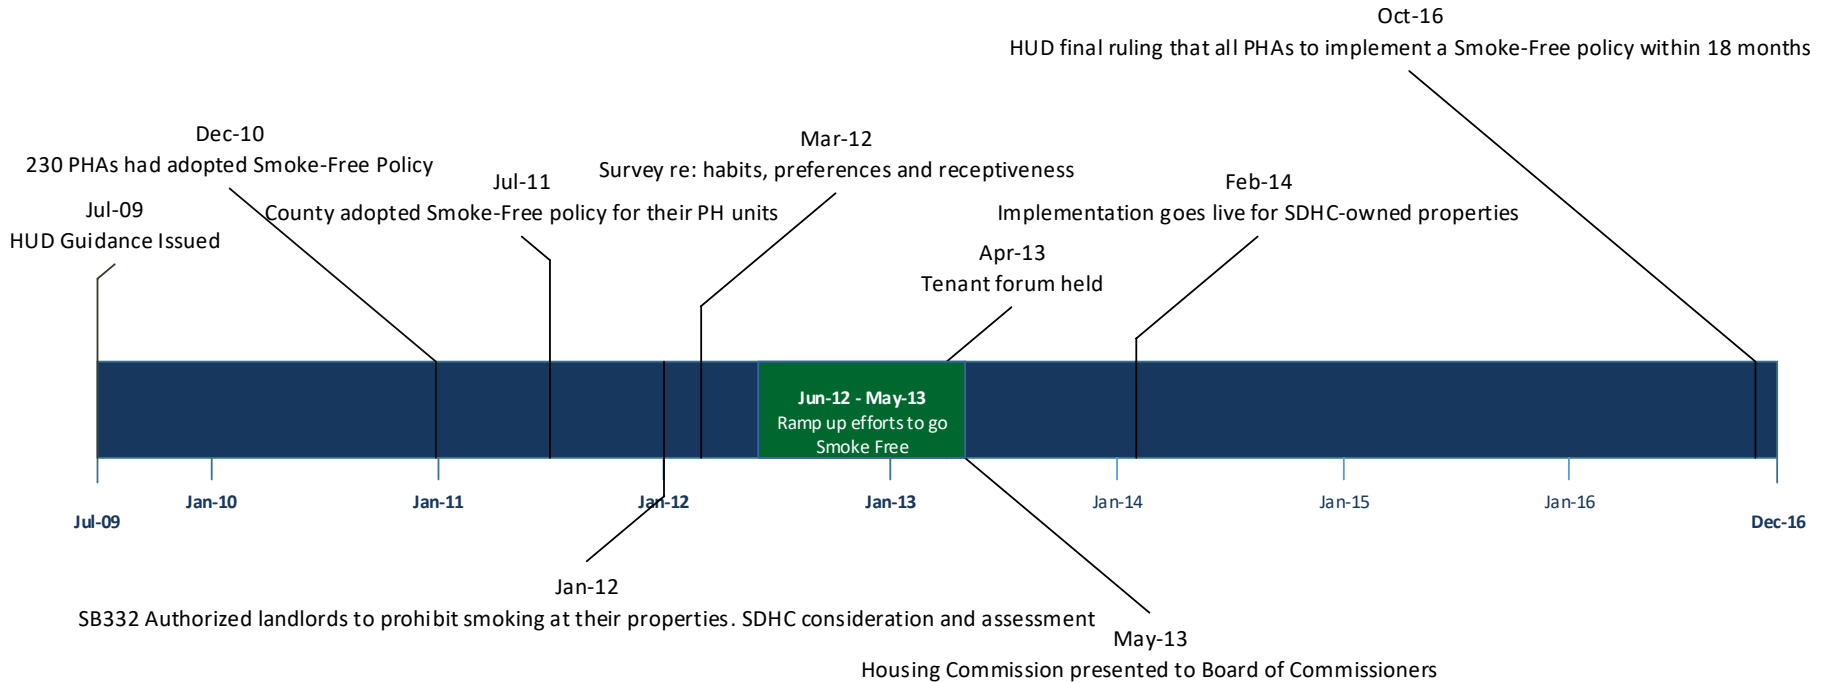 Oct-16
HUD final ruling that all PHAs to implement a Smoke-Free policy within 18 months
Dec-10
230 PHAs had adopted Smoke-Free Policy
Mar-12
Survey re: habits, preferences and receptiveness
Jul-11
County adopted Smoke-Free policy for their PH units
Feb-14
Implementation goes live for SDHC-owned properties
Jul-09
HUD Guidance Issued
Apr-13
Tenant forum held
Jun-12 - May-13
Ramp up efforts to go
Smoke Free
Jul-09
Jan-10
Jan-11
Jan-12
Jan-13
Jan-14
Jan-15
Jan-16
Dec-16
Jan-12
SB332 Authorized landlords to prohibit smoking at their properties. SDHC consideration and assessment
May-13
Housing Commission presented to Board of Commissioners